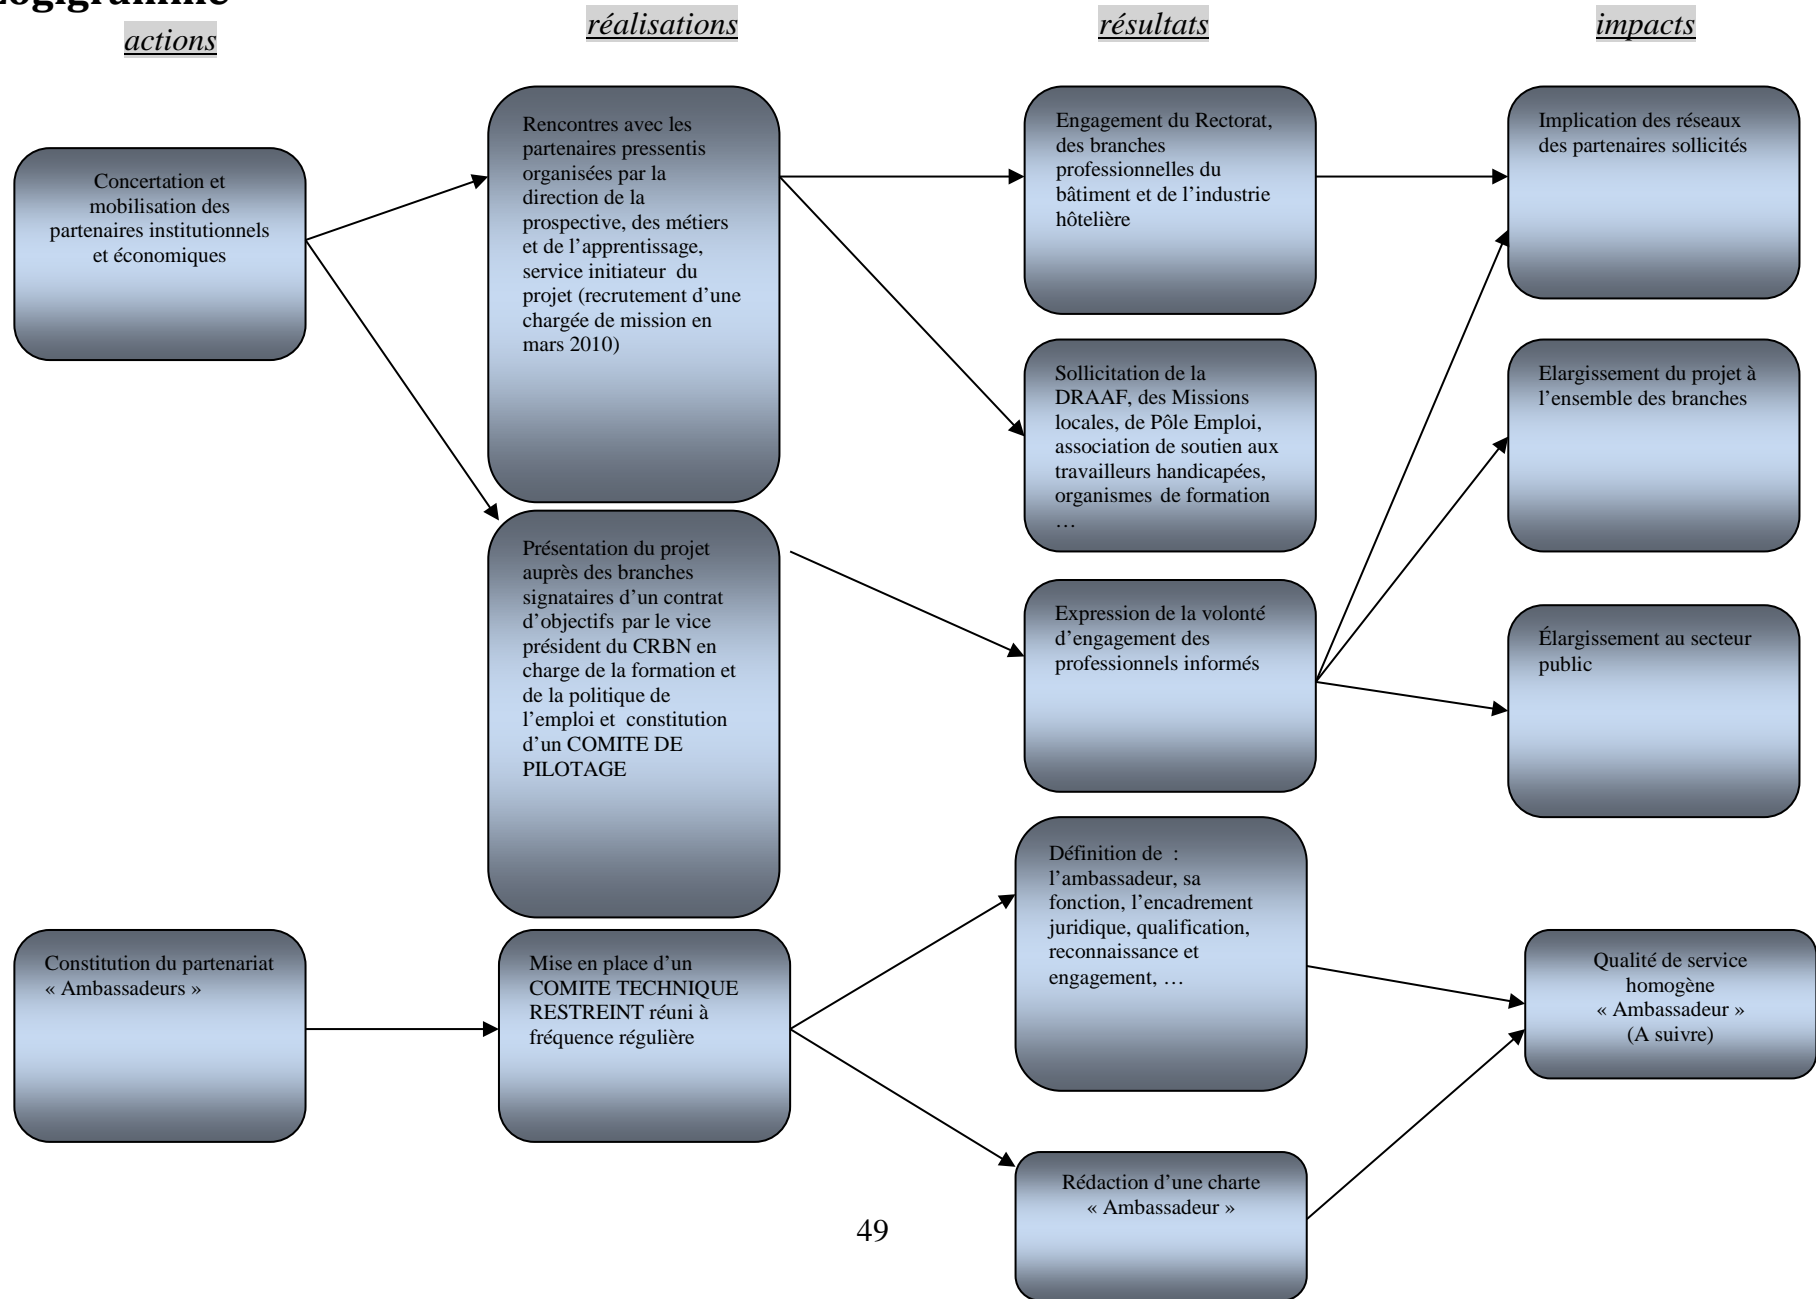 Logigramme
actions
réalisations
résultats
impacts
Concertation et
mobilisation des
partenaires institutionnels
et économiques
Rencontres avec les
partenaires pressentis
organisées par la
direction de la
prospective, des métiers
et de l’apprentissage,
service initiateur du
projet (recrutement d’une
chargée de mission en
mars 2010)
Engagement du Rectorat,
des branches
professionnelles du
bâtiment et de l’industrie
hôtelière
Implication des réseaux
des partenaires sollicités
Sollicitation de la
DRAAF, des Missions
locales, de Pôle Emploi,
association de soutien aux
travailleurs handicapées,
organismes de formation
…
Elargissement du projet à
l’ensemble des branches
Présentation du projet
auprès des branches
signataires d’un contrat
d’objectifs par le vice
président du CRBN en
charge de la formation et
de la politique de
l’emploi et constitution
d’un COMITE DE
PILOTAGE
Expression de la volonté
d’engagement des
professionnels informés
Élargissement au secteur
public
Définition de :
l’ambassadeur, sa
fonction, l’encadrement
juridique, qualification,
reconnaissance et
engagement, …
Constitution du partenariat
« Ambassadeurs »
Mise en place d’un
COMITE TECHNIQUE
RESTREINT réuni à
fréquence régulière
Qualité de service
homogène
« Ambassadeur »
(A suivre)
Rédaction d’une charte
« Ambassadeur »
49